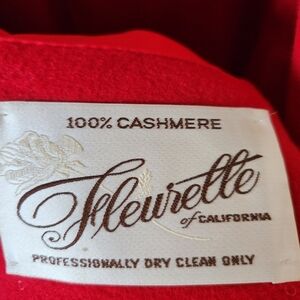 100% CASHMERE
Fleurette
of CALIFORNIA
PROFESSIONALLY DRY CLEAN ONLY